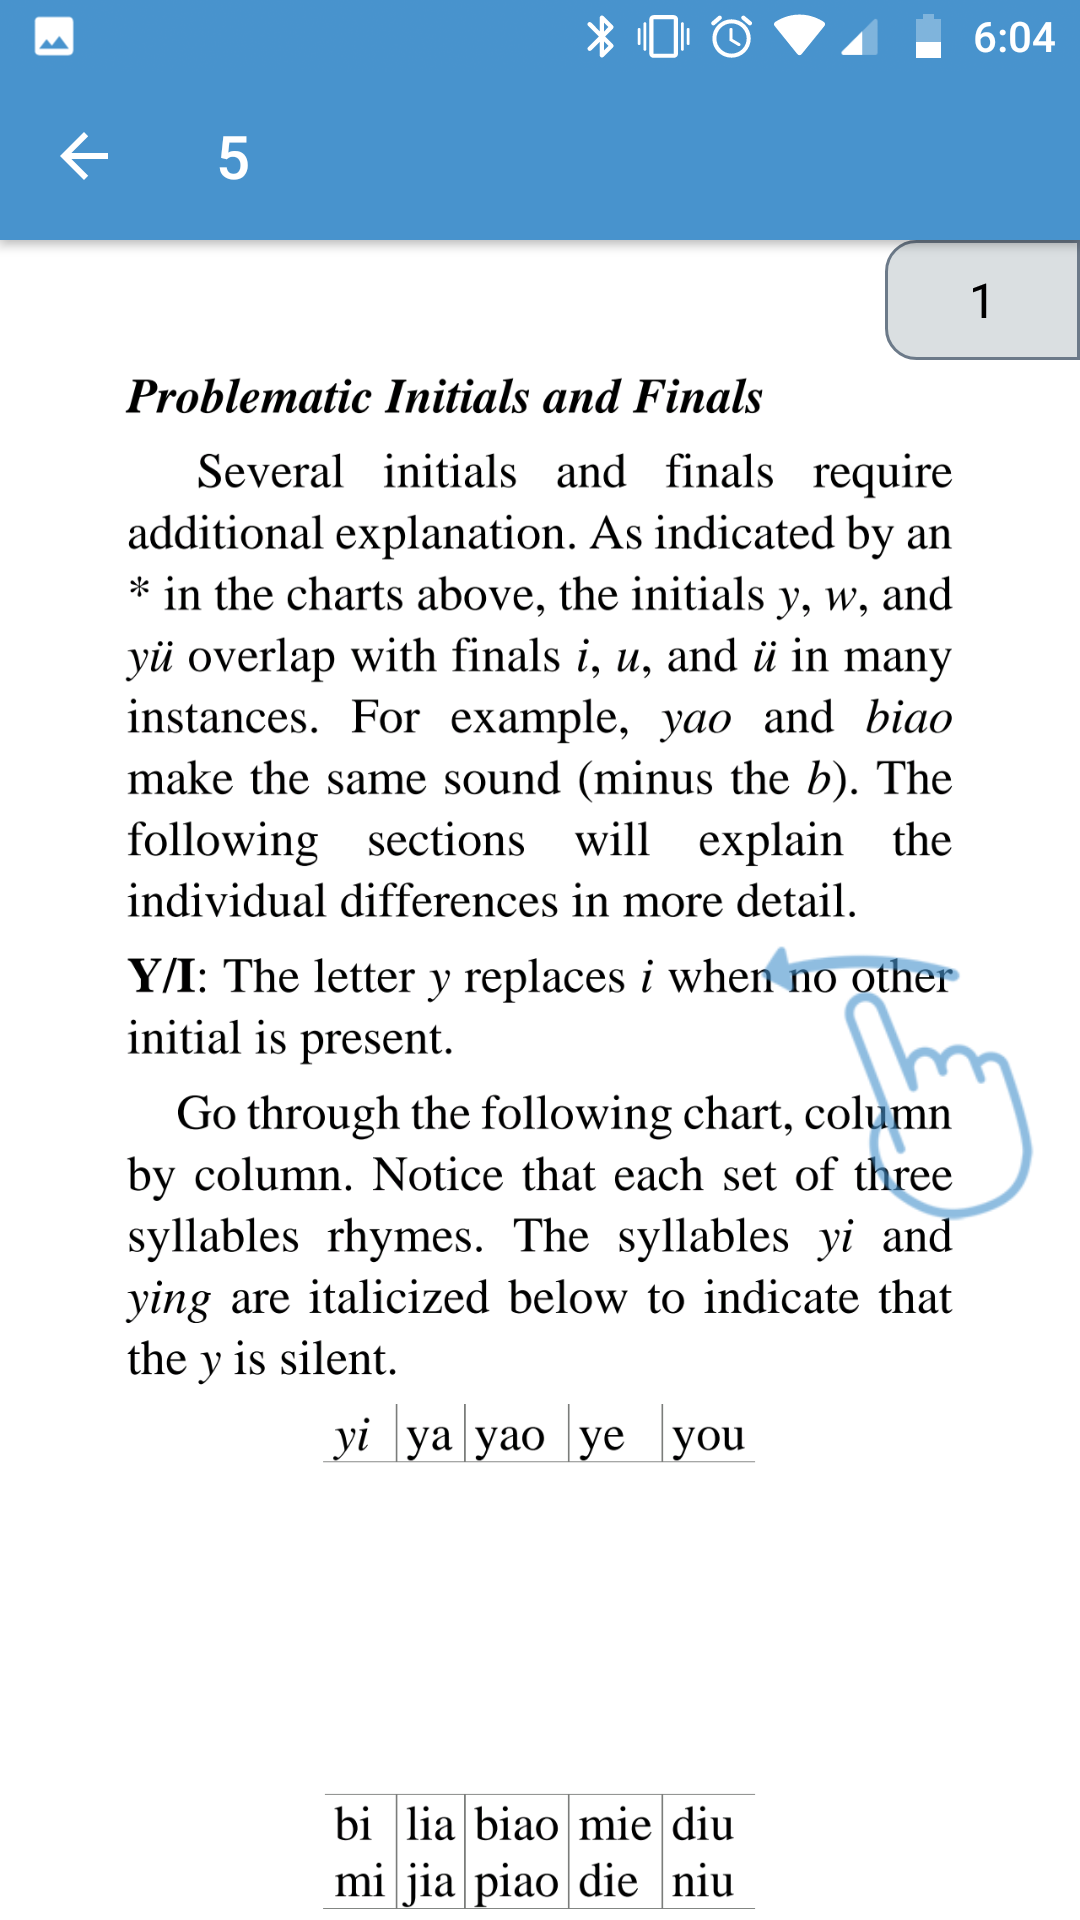 6:04
5
1
Problematic Initials and Finals
Several initials and finals require
additional explanation. As indicated by an
* in the charts above, the initials y, w, and
yü overlap with finals i, u, and ü in many
instances. For example, yao and biao
make the same sound (minus the b). The
following sections will explain the
individual differences in more detail.
Y/I: The letter y replaces i when no other
initial is present.
Go through the following chart, column
by column. Notice that each set of three
syllables rhymes. The syllables yi and
ying are italicized below to indicate that
the y is silent.
yi ya yao ye you
bi lia biao mie diu
mi jia piao die niu